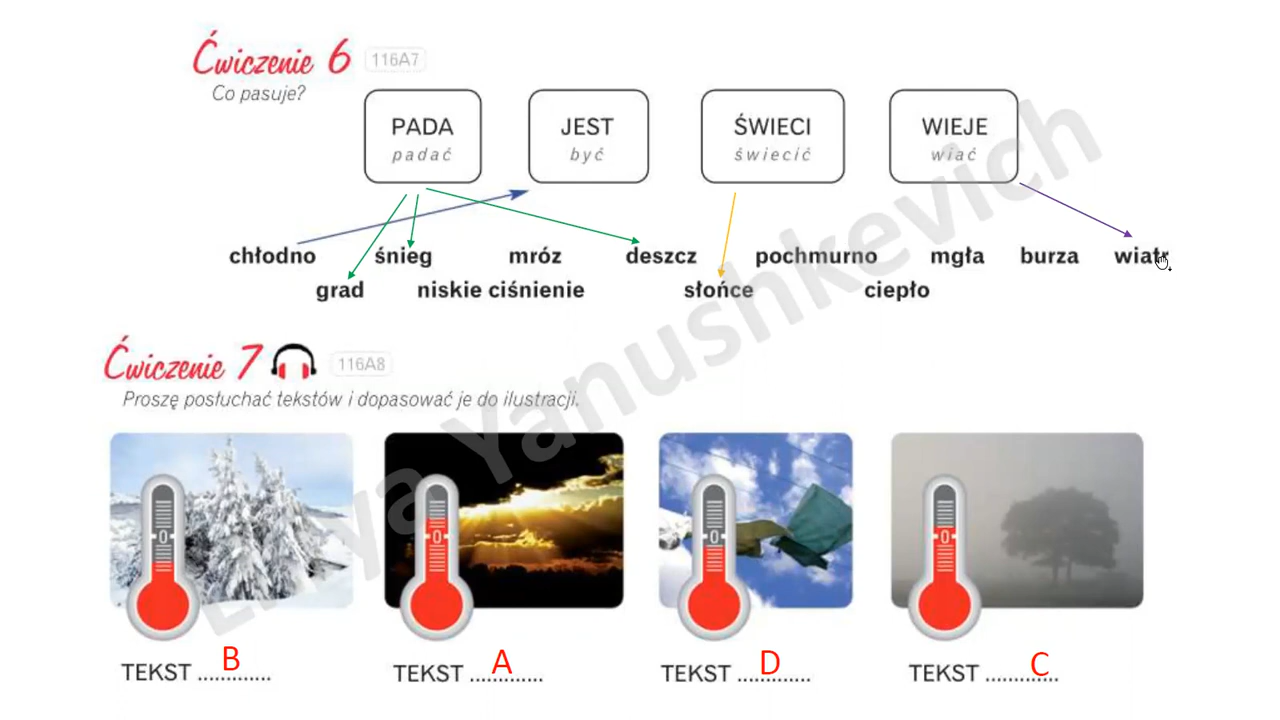 Ćwiczenie 6 116A7
Co pasuje?
PADA JEST ŚWIECI WIEJE
padać być świecić wiać
chłodno śnieg mróz deszcz pochmurno mgła burza wiatr
grad niskie ciśnienie słońce ciepło
Ćwiczenie 7 116A8
Proszę posłuchać tekstów i dopasować je do ilustracji.
0 0 0 0
TEKST .............B TEKST .............A TEKST .............D TEKST .............C
Yanushkevich